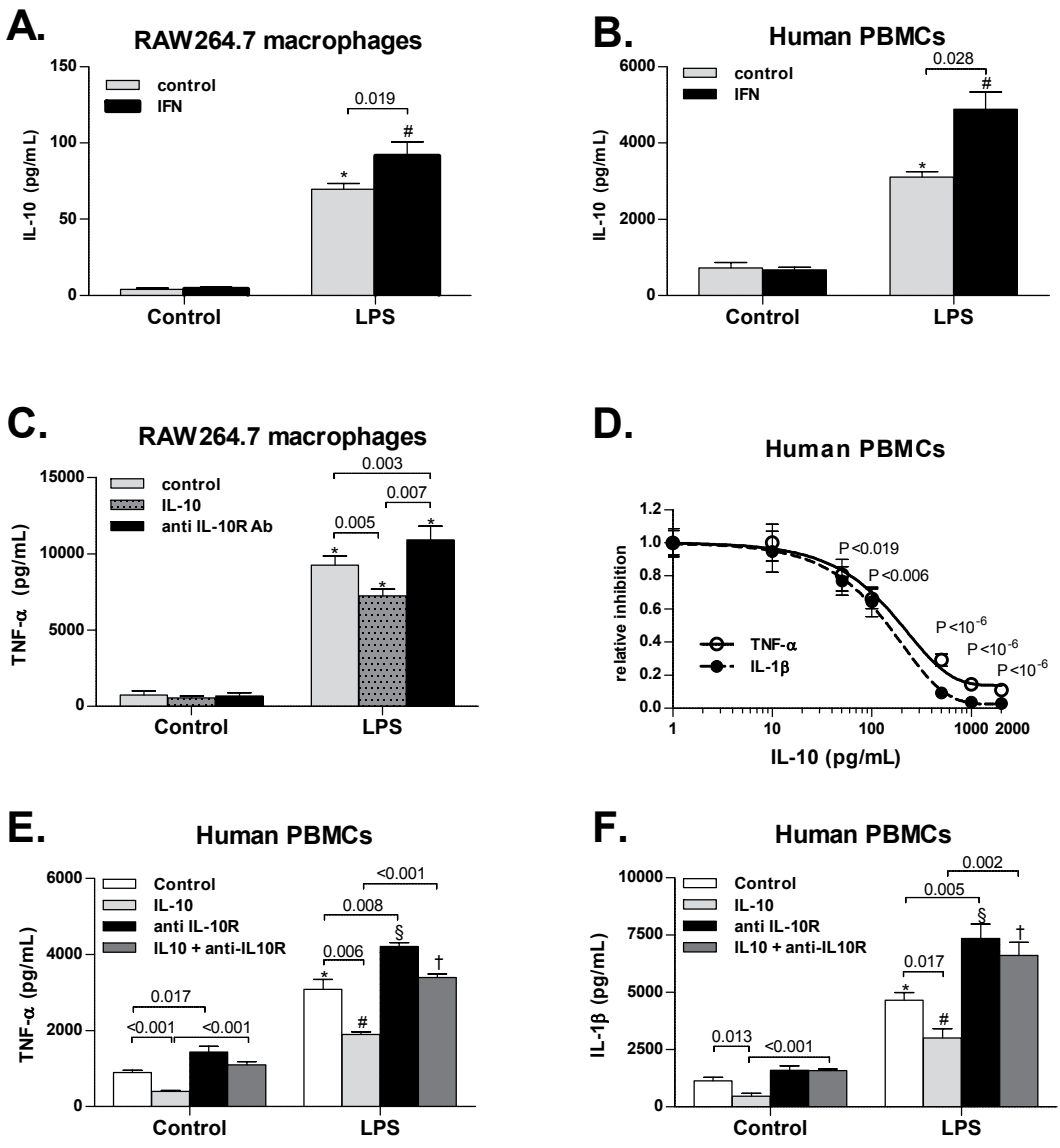 A.
RAW264.7 macrophages
150
100
50
0
IL-10 (pg/mL)
control
IFN
0.019
*
#
Control
LPS
B.
Human PBMCs
6000
4000
2000
0
IL-10 (pg/mL)
control
IFN
0.028
*
#
Control
LPS
C.
RAW264.7 macrophages
15000
10000
5000
0
TNF-α (pg/mL)
control
IL-10
anti IL-10R Ab
0.003
0.007
0.005
*
*
*
Control
LPS
D.
Human PBMCs
1.2
1.0
0.8
0.6
0.4
0.2
0.0
relative inhibition
P<0.019
P<0.006
P<10⁻⁶
P<10⁻⁶
P<10⁻⁶
TNF-α
IL-1β
1
10
100
1000
2000
IL-10 (pg/mL)
E.
Human PBMCs
6000
4000
2000
0
TNF-α (pg/mL)
Control
IL-10
anti IL-10R
IL10 + anti-IL10R
<0.001
0.008
0.006
0.017
<0.001
<0.001
*
#
§
†
Control
LPS
F.
Human PBMCs
10000
7500
5000
2500
0
IL-1β (pg/mL)
Control
IL-10
anti IL-10R
IL10 + anti-IL10R
0.002
0.005
0.017
0.013
<0.001
*
#
§
†
Control
LPS